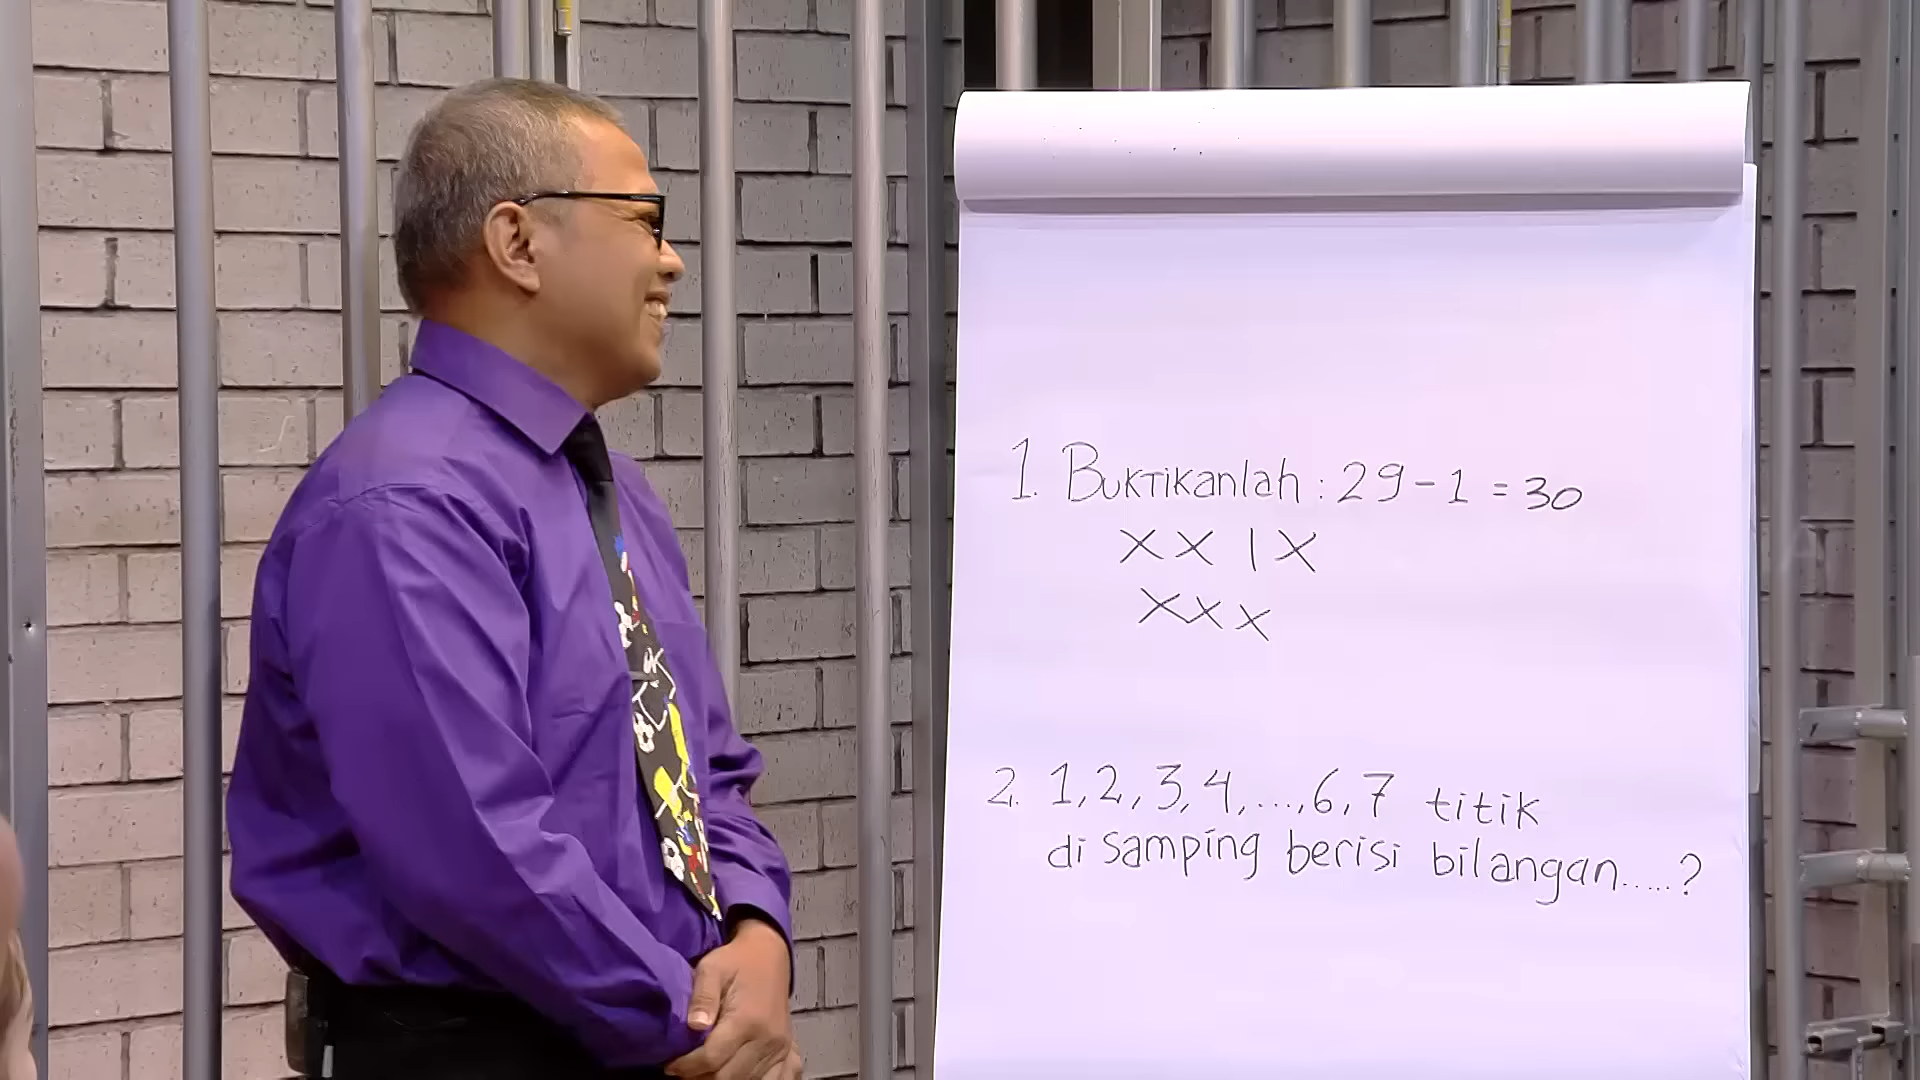 1. Buktikanlah : 29 - 1 = 30
XX IX
XXX
2. 1, 2, 3, 4, ..., 6, 7 titik
di samping berisi bilangan.....?